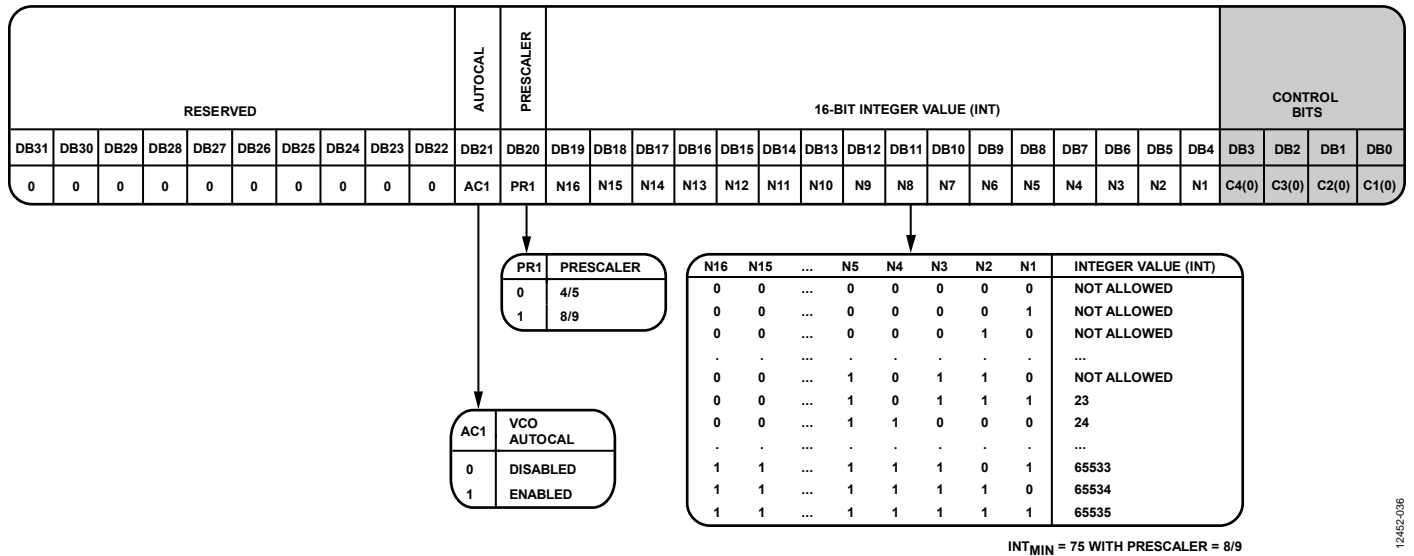 RESERVED AUTOCAL PRESCALER 16-BIT INTEGER VALUE (INT) CONTROL
BITS
DB31 DB30 DB29 DB28 DB27 DB26 DB25 DB24 DB23 DB22 DB21 DB20 DB19 DB18 DB17 DB16 DB15 DB14 DB13 DB12 DB11 DB10 DB9 DB8 DB7 DB6 DB5 DB4 DB3 DB2 DB1 DB0
0 0 0 0 0 0 0 0 0 0 AC1 PR1 N16 N15 N14 N13 N12 N11 N10 N9 N8 N7 N6 N5 N4 N3 N2 N1 C4(0) C3(0) C2(0) C1(0)
PR1 PRESCALER
0 4/5
1 8/9
AC1 VCO
AUTOCAL
0 DISABLED
1 ENABLED
N16 N15 ... N5 N4 N3 N2 N1 INTEGER VALUE (INT)
0 0 ... 0 0 0 0 0 NOT ALLOWED
0 0 ... 0 0 0 0 1 NOT ALLOWED
0 0 ... 0 0 0 1 0 NOT ALLOWED
. . ... . . . . . ...
0 0 ... 1 0 1 1 0 NOT ALLOWED
0 0 ... 1 0 1 1 1 23
0 0 ... 1 1 0 0 0 24
. . ... . . . . . ...
1 1 ... 1 1 1 0 1 65533
1 1 ... 1 1 1 1 0 65534
1 1 ... 1 1 1 1 1 65535
INTMIN = 75 WITH PRESCALER = 8/9
12452-036